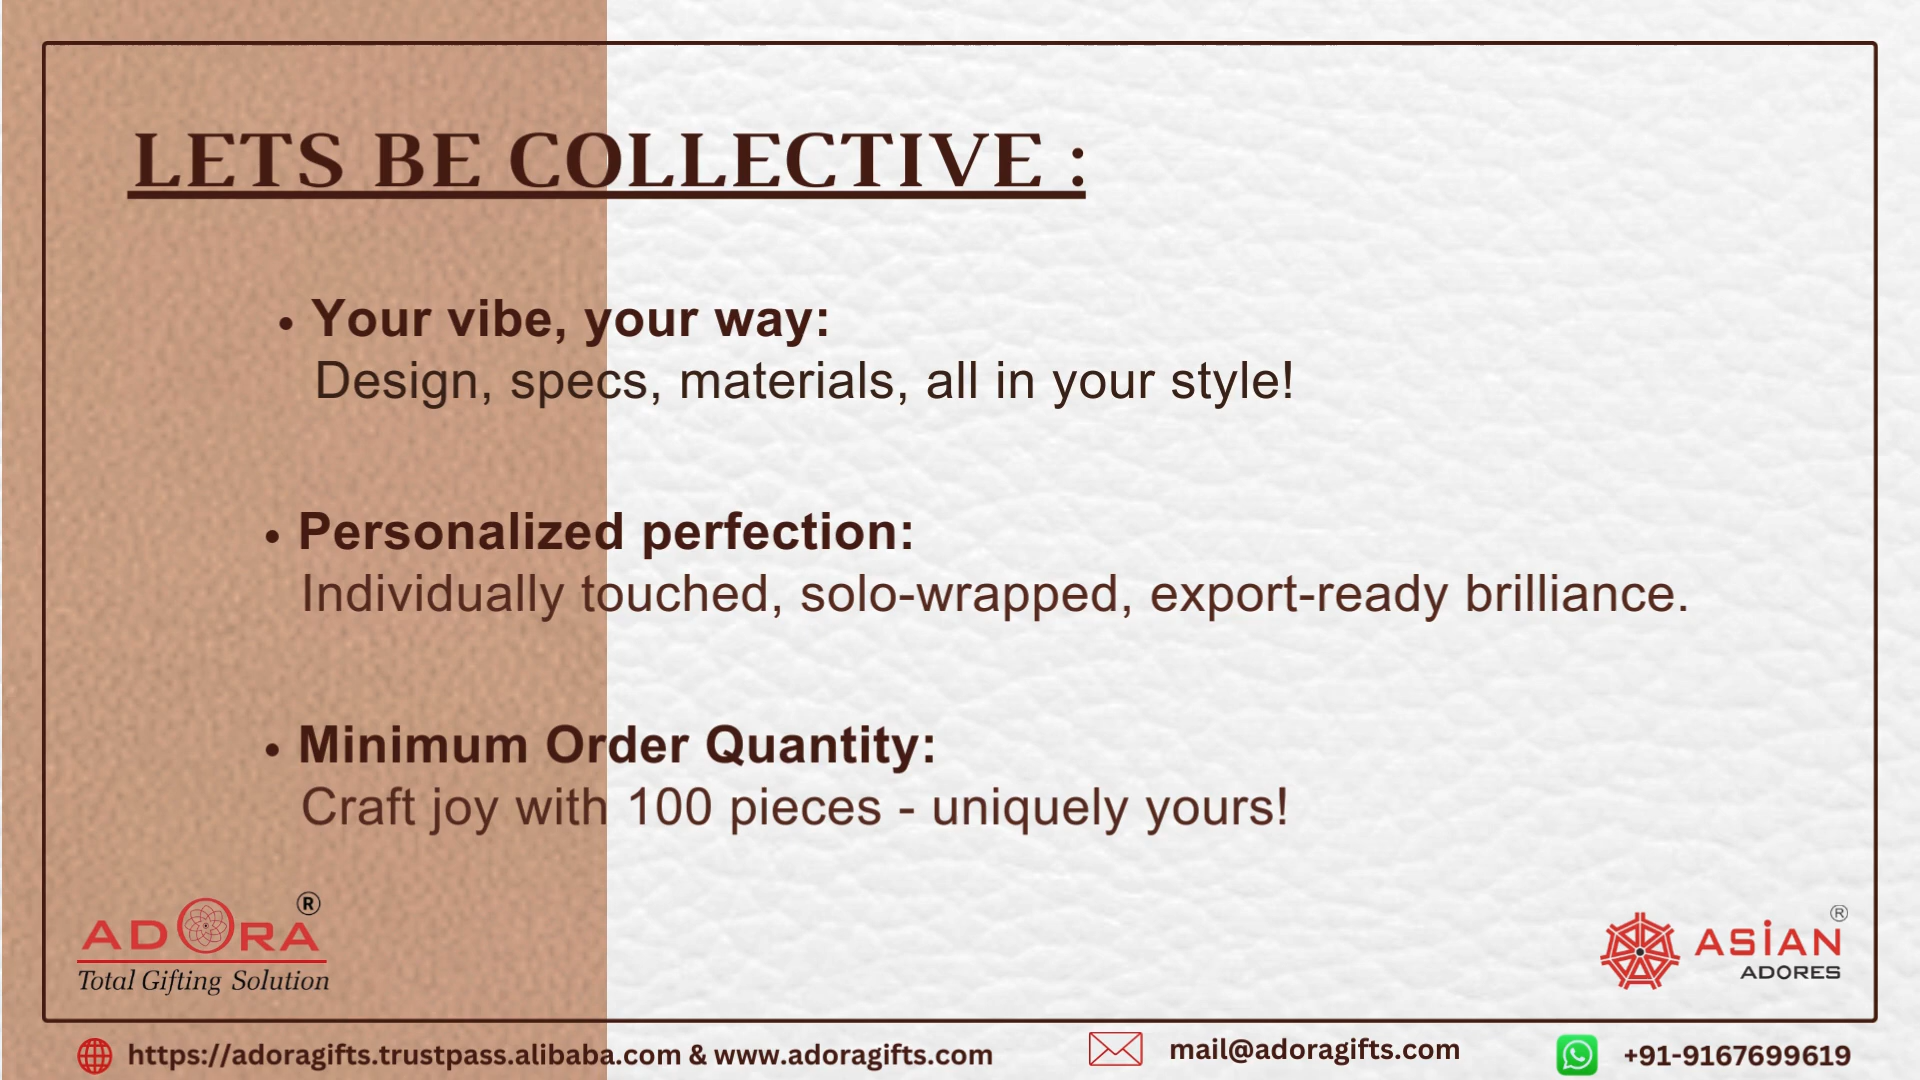 LETS BE COLLECTIVE :
• Your vibe, your way:
Design, specs, materials, all in your style!
• Personalized perfection:
Individually touched, solo-wrapped, export-ready brilliance.
• Minimum Order Quantity:
Craft joy with 100 pieces - uniquely yours!
ADORA ®
Total Gifting Solution
ASiAN ®
ADORES
https://adoragifts.trustpass.alibaba.com & www.adoragifts.com
mail@adoragifts.com
+91-9167699619